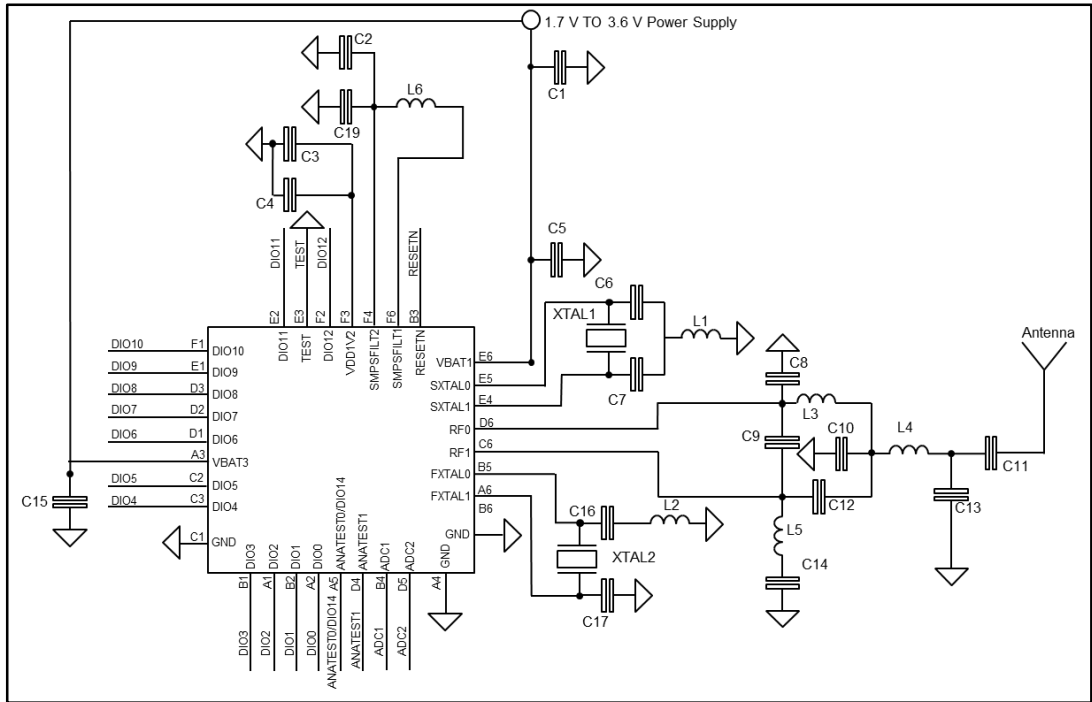 1.7 V TO 3.6 V Power Supply
C2
C1
L6
C19
C3
C4
DIO11
TEST
DIO12
RESETN
C5
C6
XTAL1
L1
C7
E2
E3
F2
F3
F4
F6
B3
DIO11
TEST
DIO12
VDD1V2
SMPSFILT2
SMPSFILT1
RESETN
Antenna
DIO10
F1
DIO10
DIO9
E1
DIO9
DIO8
D3
DIO8
DIO7
D2
DIO7
DIO6
D1
DIO6
A3
VBAT3
DIO5
C2
DIO5
DIO4
C3
DIO4
C15
C1
GND
VBAT1
E6
SXTAL0
E5
SXTAL1
E4
RF0
D6
RF1
C6
FXTAL0
B5
FXTAL1
A6
B6
GND
C8
L3
C9
C10
L4
C11
C12
C13
L5
C14
C16
L2
XTAL2
C17
DIO3
DIO2
DIO1
DIO0
ANATEST0/DIO14
ANATEST1
ADC1
ADC2
GND
B1
A1
B2
A2
A5
D4
B4
D5
A4
DIO3
DIO2
DIO1
DIO0
ANATEST0/DIO14
ANATEST1
ADC1
ADC2